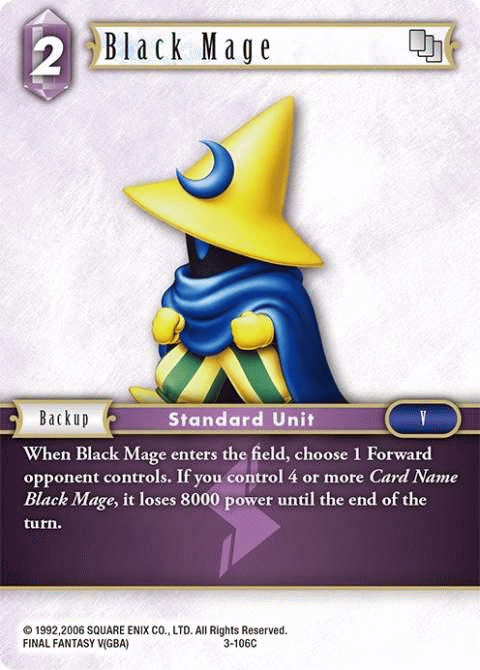 2
Black Mage
Backup
Standard Unit
V
When Black Mage enters the field, choose 1 Forward
opponent controls. If you control 4 or more Card Name
Black Mage, it loses 8000 power until the end of the
turn.
© 1992,2006 SQUARE ENIX CO., LTD. All Rights Reserved.
FINAL FANTASY V(GBA)
3-106C